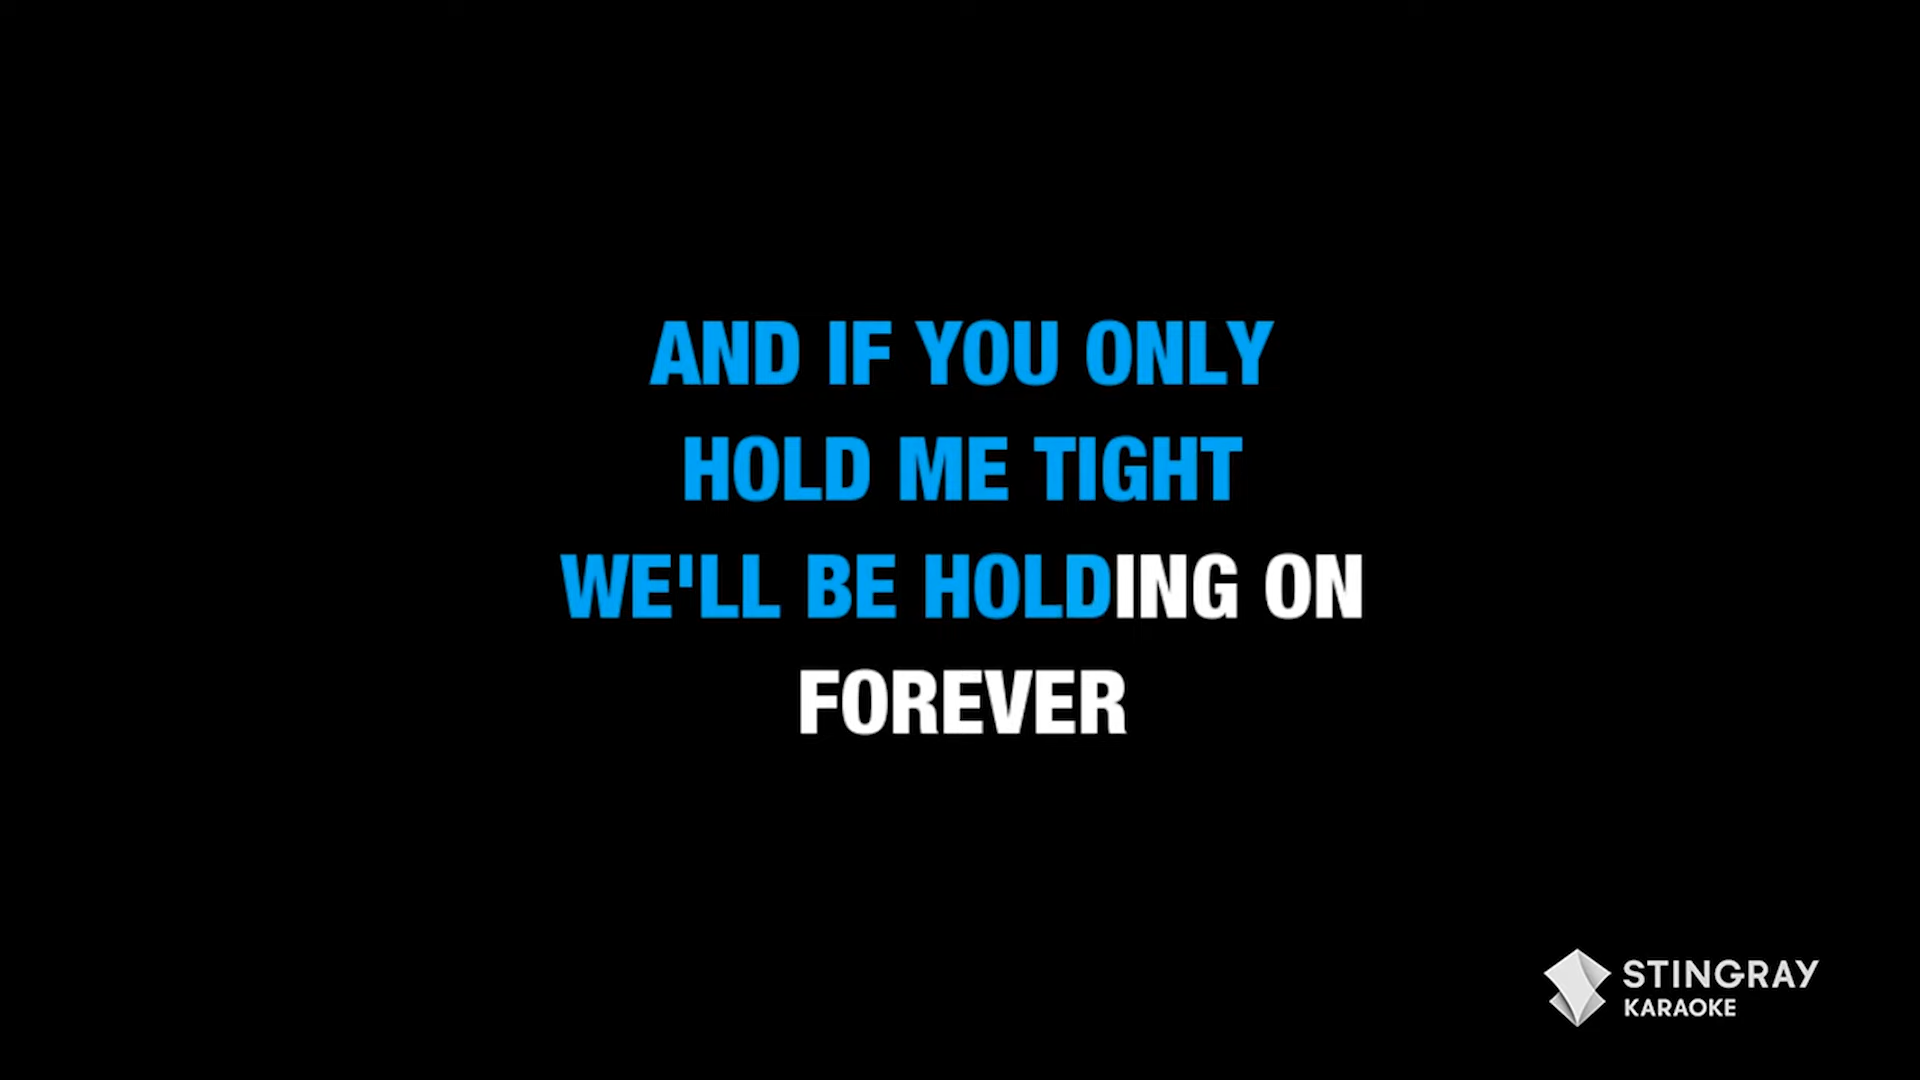 AND IF YOU ONLY
HOLD ME TIGHT
WE'LL BE HOLDING ON
FOREVER
STINGRAY
KARAOKE